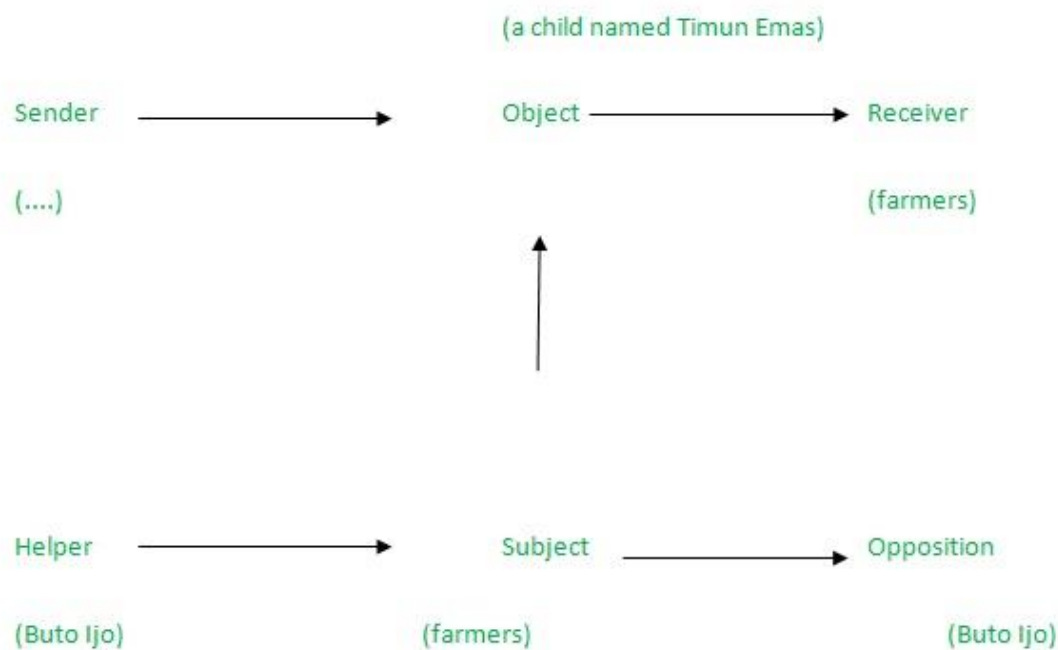 (a child named Timun Emas)
Sender Object Receiver
(....) (farmers)
Helper Subject Opposition
(Buto Ijo) (farmers) (Buto Ijo)